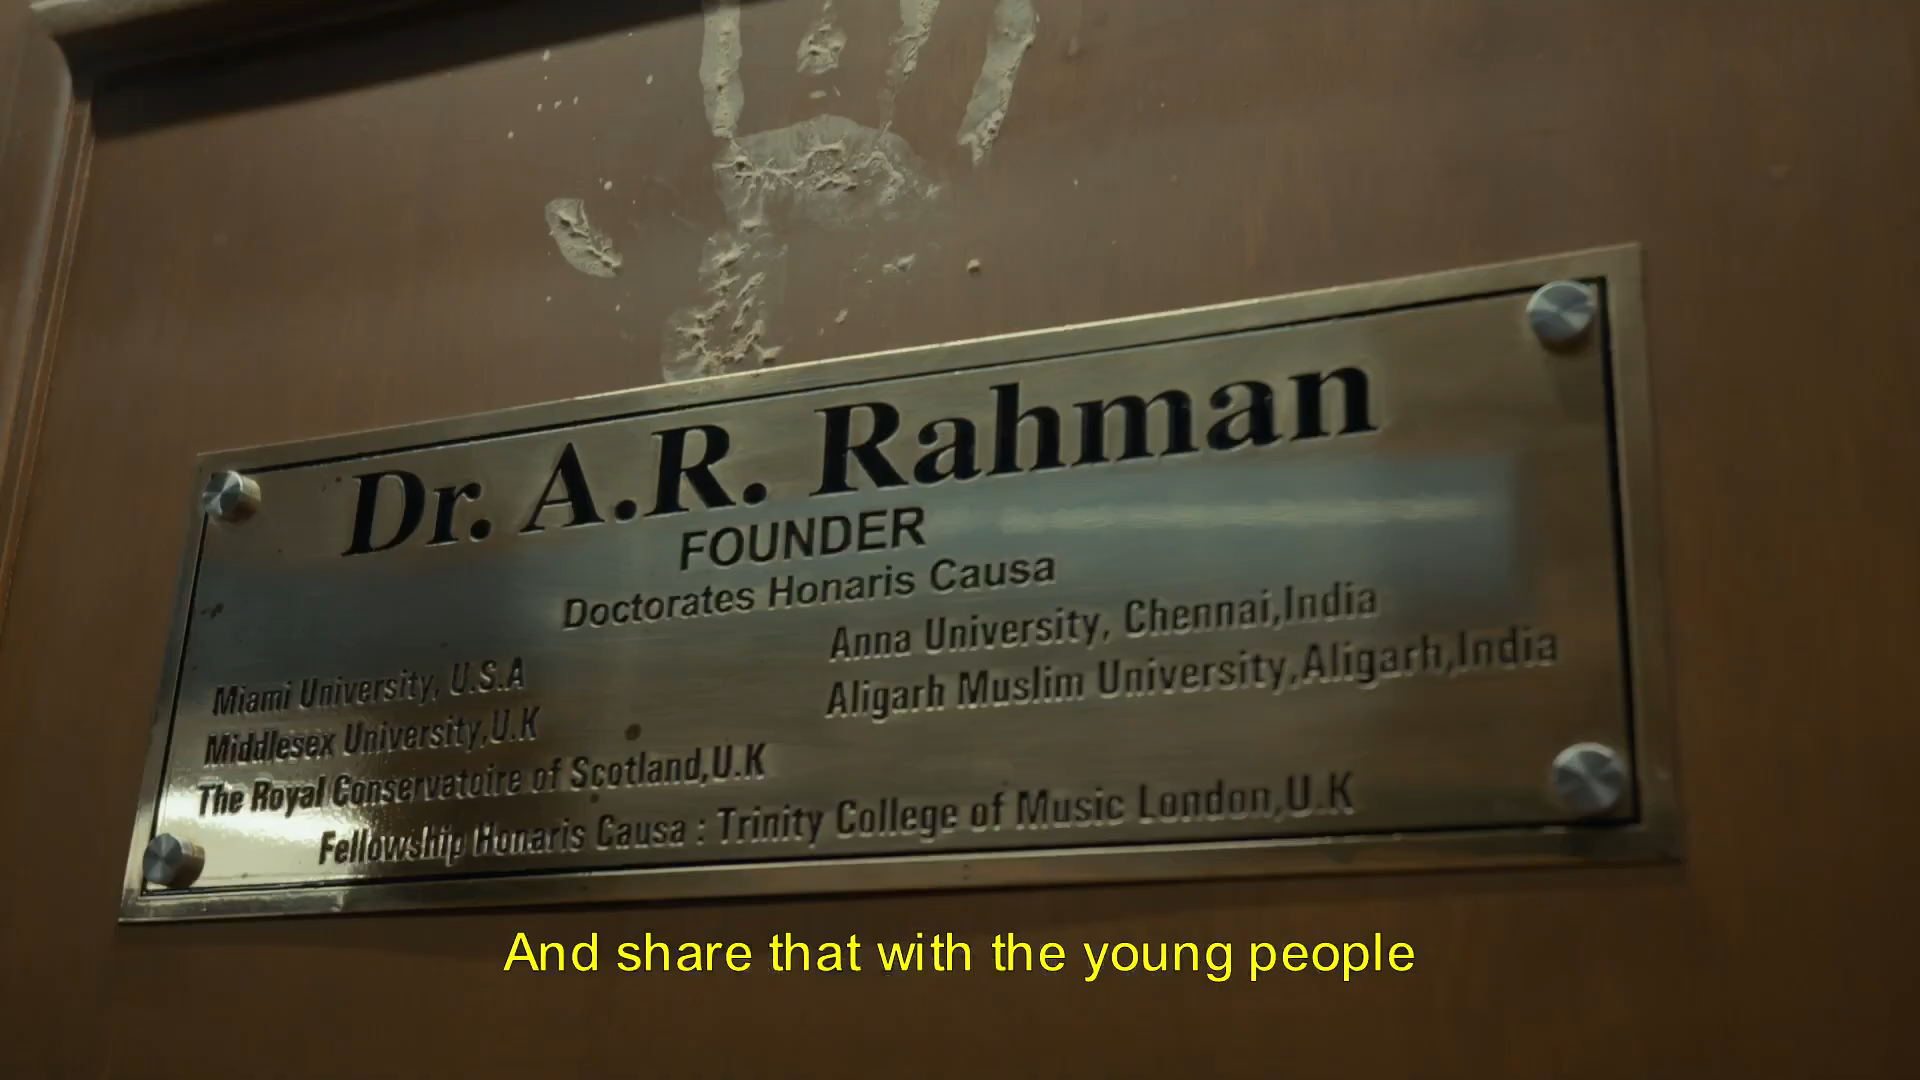 Dr. A.R. Rahman
FOUNDER
Doctorates Honaris Causa
Miami University, U.S.A
Middlesex University,U.K
The Royal Conservatoire of Scotland,U.K
Anna University, Chennai,India
Aligarh Muslim University,Aligarh,India
Fellowship Honaris Causa : Trinity College of Music London,U.K
And share that with the young people